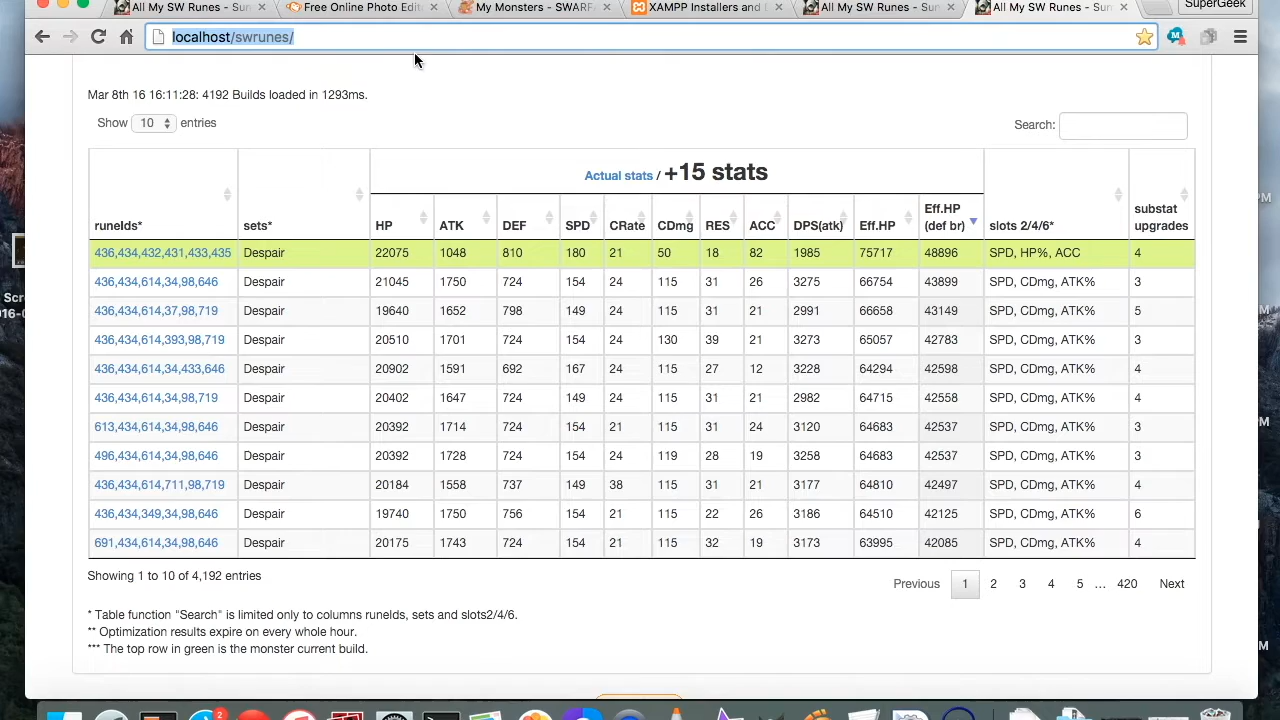 All My SW Runes - Sum
Free Online Photo Edit
My Monsters - SWARF
XAMPP Installers and
All My SW Runes - Sum
All My SW Runes - Sum
SuperGeek
localhost/swrunes/
Mar 8th 16 16:11:28: 4192 Builds loaded in 1293ms.
Show 10 entries
Search:
Actual stats / +15 stats
runeIds* sets* HP ATK DEF SPD CRate CDmg RES ACC DPS(atk) Eff.HP Eff.HP (def br) slots 2/4/6* substat upgrades
436,434,432,431,433,435 Despair 22075 1048 810 180 21 50 18 82 1985 75717 48896 SPD, HP%, ACC 4
436,434,614,34,98,646 Despair 21045 1750 724 154 24 115 31 26 3275 66754 43899 SPD, CDmg, ATK% 3
436,434,614,37,98,719 Despair 19640 1652 798 149 24 115 31 21 2991 66658 43149 SPD, CDmg, ATK% 5
436,434,614,393,98,719 Despair 20510 1701 724 154 24 130 39 21 3273 65057 42783 SPD, CDmg, ATK% 3
436,434,614,34,433,646 Despair 20902 1591 692 167 24 115 27 12 3228 64294 42598 SPD, CDmg, ATK% 4
436,434,614,34,98,719 Despair 20402 1647 724 149 24 115 31 21 2982 64715 42558 SPD, CDmg, ATK% 4
613,434,614,34,98,646 Despair 20392 1714 724 154 21 115 31 24 3120 64683 42537 SPD, CDmg, ATK% 3
496,434,614,34,98,646 Despair 20392 1728 724 154 24 119 28 19 3258 64683 42537 SPD, CDmg, ATK% 3
436,434,614,711,98,719 Despair 20184 1558 737 149 38 115 31 21 3177 64810 42497 SPD, CDmg, ATK% 4
436,434,349,34,98,646 Despair 19740 1750 756 154 21 115 22 26 3186 64510 42125 SPD, CDmg, ATK% 6
691,434,614,34,98,646 Despair 20175 1743 724 154 21 115 32 19 3173 63995 42085 SPD, CDmg, ATK% 4
Showing 1 to 10 of 4,192 entries
Previous 1 2 3 4 5 … 420 Next
* Table function "Search" is limited only to columns runeIds, sets and slots2/4/6.
** Optimization results expire on every whole hour.
*** The top row in green is the monster current build.